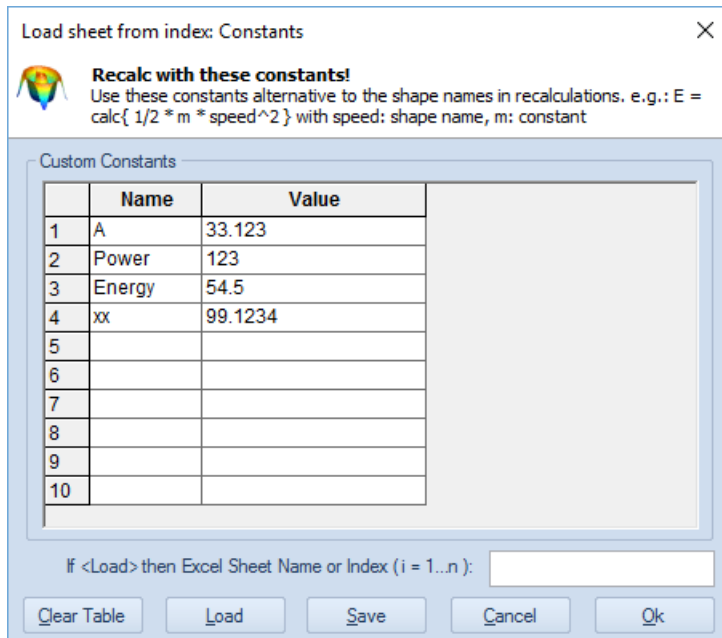 Load sheet from index: Constants
Recalc with these constants!
Use these constants alternative to the shape names in recalculations. e.g.: E =
calc{ 1/2 * m * speed^2 } with speed: shape name, m: constant
Custom Constants
Name Value
1 A 33.123
2 Power 123
3 Energy 54.5
4 xx 99.1234
5
6
7
8
9
10
If <Load> then Excel Sheet Name or Index ( i = 1...n ):
Clear Table Load Save Cancel Ok